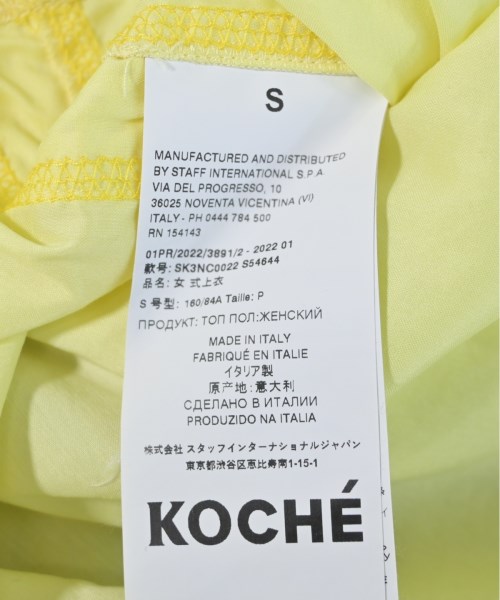 S
MANUFACTURED AND DISTRIBUTED
BY STAFF INTERNATIONAL S.P.A
VIA DEL PROGRESSO, 10
36025 NOVENTA VICENTINA (VI)
ITALY - PH 0444 784 500
RN 154143
01PR/2022/3891/2 - 2022 01
款号: SK3NC0022 S54644
品名: 女 式上衣
S 号型: 160/84A Taille: P
ПРОДУКТ: ТОП ПОЛ:ЖЕНСКИЙ
MADE IN ITALY
FABRIQUÉ EN ITALIE
イタリア製
原产地: 意大利
СДЕЛАНО В ИТАЛИИ
PRODUZIDO NA ITALIA
株式会社 スタッフインターナショナルジャパン
東京都渋谷区恵比寿南1-15-1
KOCHÉ